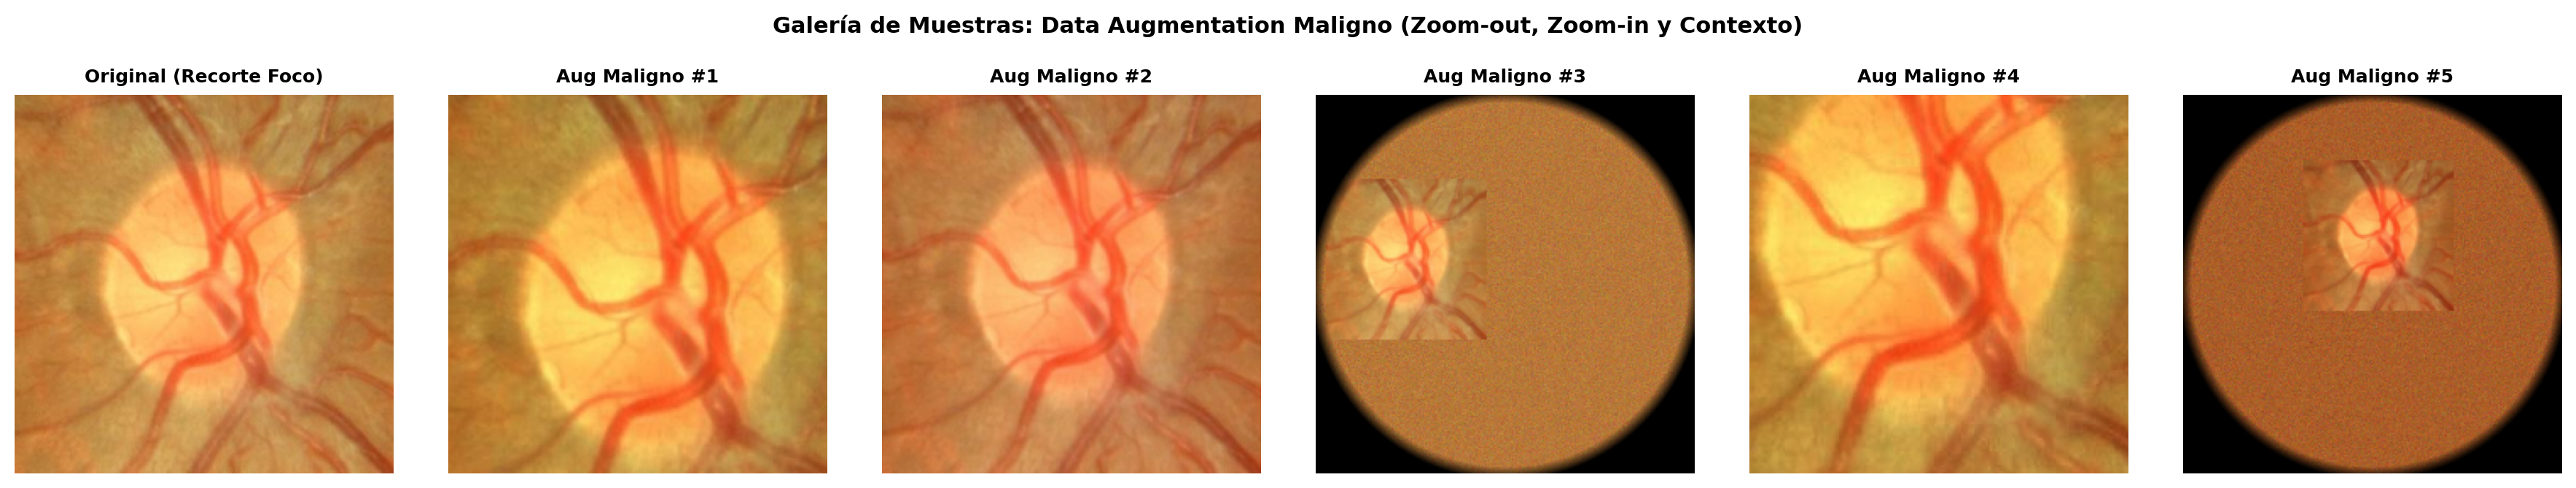 Galería de Muestras: Data Augmentation Maligno (Zoom-out, Zoom-in y Contexto)
Original (Recorte Foco)
Aug Maligno #1
Aug Maligno #2
Aug Maligno #3
Aug Maligno #4
Aug Maligno #5